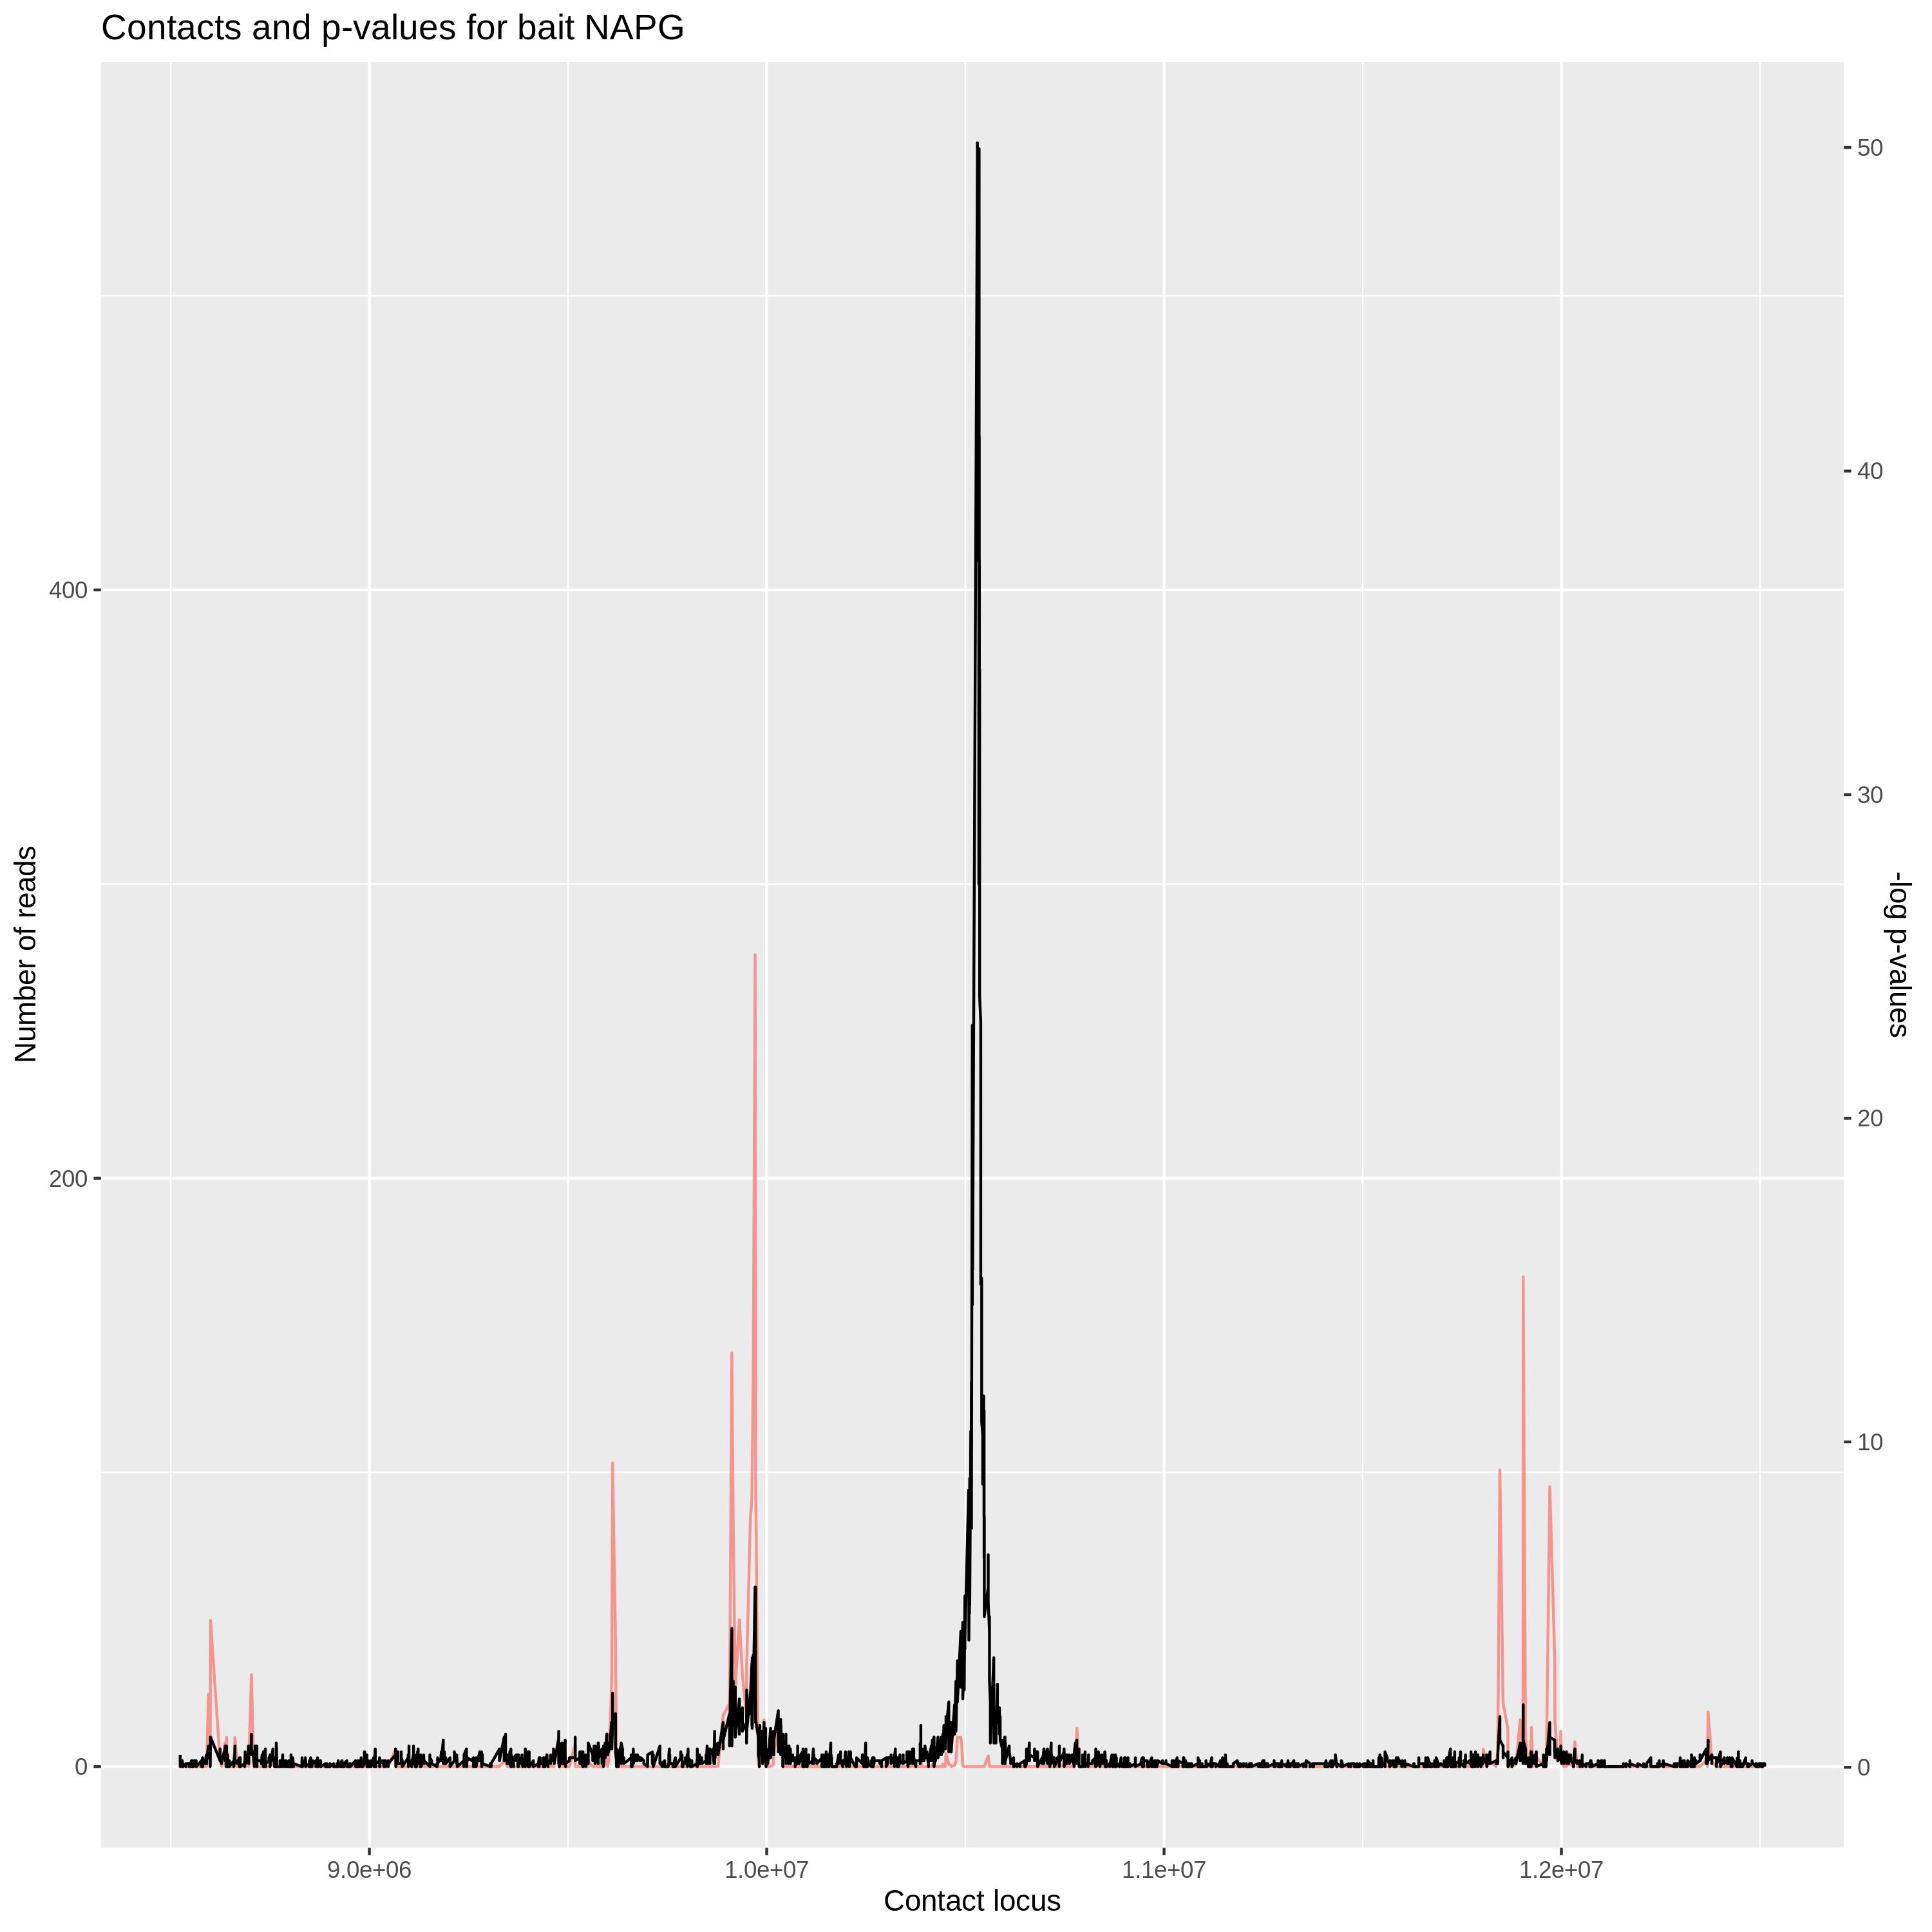 Contacts and p-values for bait NAPG
Number of reads
400
200
0
50
40
30
20
10
0
-log p-values
9.0e+06
1.0e+07
1.1e+07
1.2e+07
Contact locus